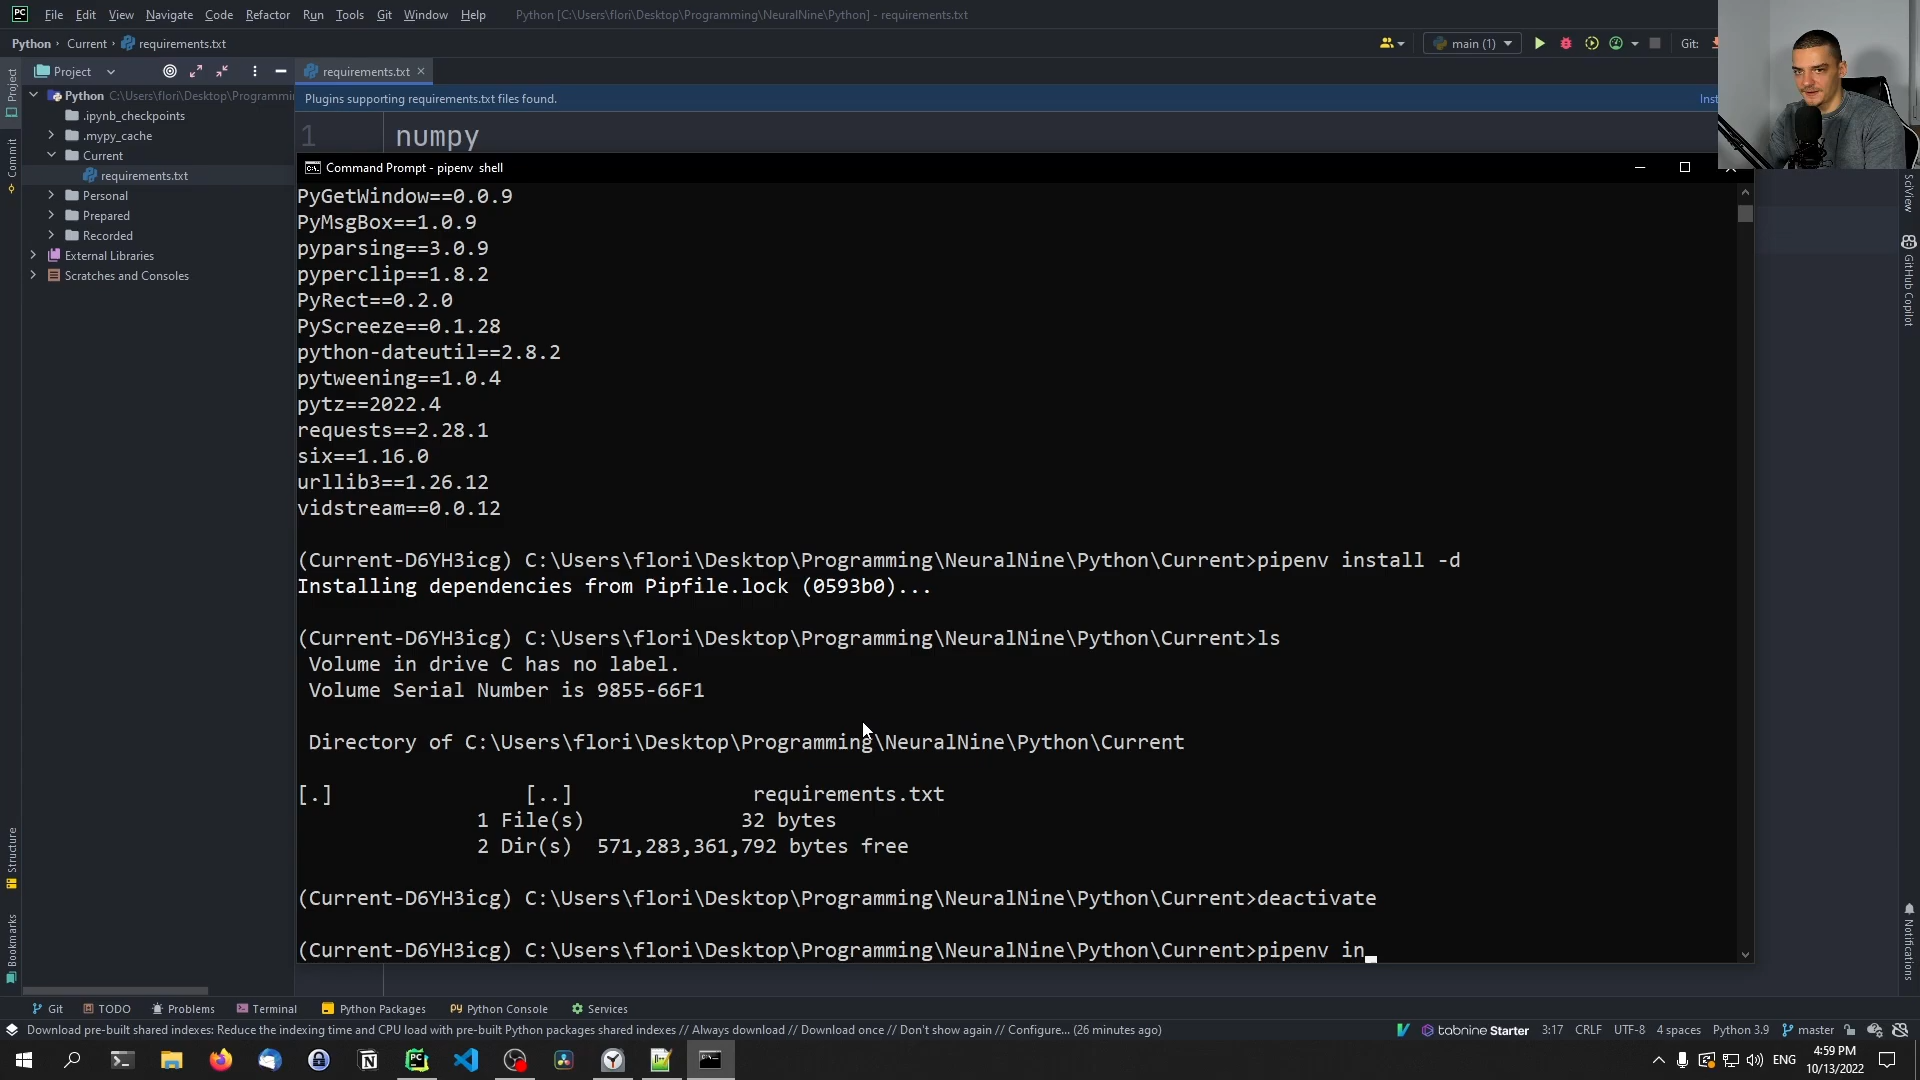 PC File Edit View Navigate Code Refactor Run Tools Git Window Help Python [C:\Users\flori\Desktop\Programming\NeuralNine\Python] - requirements.txt
Python Current requirements.txt main (1) Git:
Project requirements.txt
Python C:\Users\flori\Desktop\Programmi
Plugins supporting requirements.txt files found. Inst
.ipynb_checkpoints
1 numpy
.mypy_cache
Current
requirements.txt
Personal
Prepared
Recorded
External Libraries
Scratches and Consoles
Project
Commit
Structure
Bookmarks
SciView
GitHub Copilot
Notifications
Command Prompt - pipenv shell
PyGetWindow==0.0.9
PyMsgBox==1.0.9
pyparsing==3.0.9
pyperclip==1.8.2
PyRect==0.2.0
PyScreeze==0.1.28
python-dateutil==2.8.2
pytweening==1.0.4
pytz==2022.4
requests==2.28.1
six==1.16.0
urllib3==1.26.12
vidstream==0.0.12
(Current-D6YH3icg) C:\Users\flori\Desktop\Programming\NeuralNine\Python\Current>pipenv install -d
Installing dependencies from Pipfile.lock (0593b0)...
(Current-D6YH3icg) C:\Users\flori\Desktop\Programming\NeuralNine\Python\Current>ls
Volume in drive C has no label.
Volume Serial Number is 9855-66F1
Directory of C:\Users\flori\Desktop\Programming\NeuralNine\Python\Current
[.] [..] requirements.txt
1 File(s) 32 bytes
2 Dir(s) 571,283,361,792 bytes free
(Current-D6YH3icg) C:\Users\flori\Desktop\Programming\NeuralNine\Python\Current>deactivate
(Current-D6YH3icg) C:\Users\flori\Desktop\Programming\NeuralNine\Python\Current>pipenv in
Git TODO Problems Terminal Python Packages Python Console Services
Download pre-built shared indexes: Reduce the indexing time and CPU load with pre-built Python packages shared indexes // Always download // Download once // Don't show again // Configure... (26 minutes ago) tabnine Starter 3:17 CRLF UTF-8 4 spaces Python 3.9 master
ENG 4:59 PM
10/13/2022